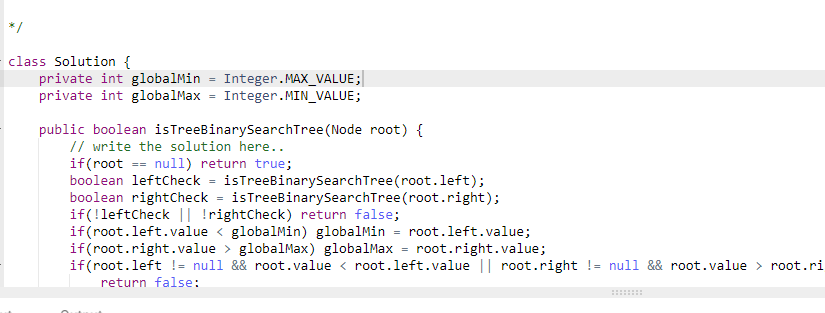 */
class Solution {
private int globalMin = Integer.MAX_VALUE;
private int globalMax = Integer.MIN_VALUE;
public boolean isTreeBinarySearchTree(Node root) {
// write the solution here..
if(root == null) return true;
boolean leftCheck = isTreeBinarySearchTree(root.left);
boolean rightCheck = isTreeBinarySearchTree(root.right);
if(!leftCheck || !rightCheck) return false;
if(root.left.value < globalMin) globalMin = root.left.value;
if(root.right.value > globalMax) globalMax = root.right.value;
if(root.left != null && root.value < root.left.value || root.right != null && root.value > root.ri
return false;